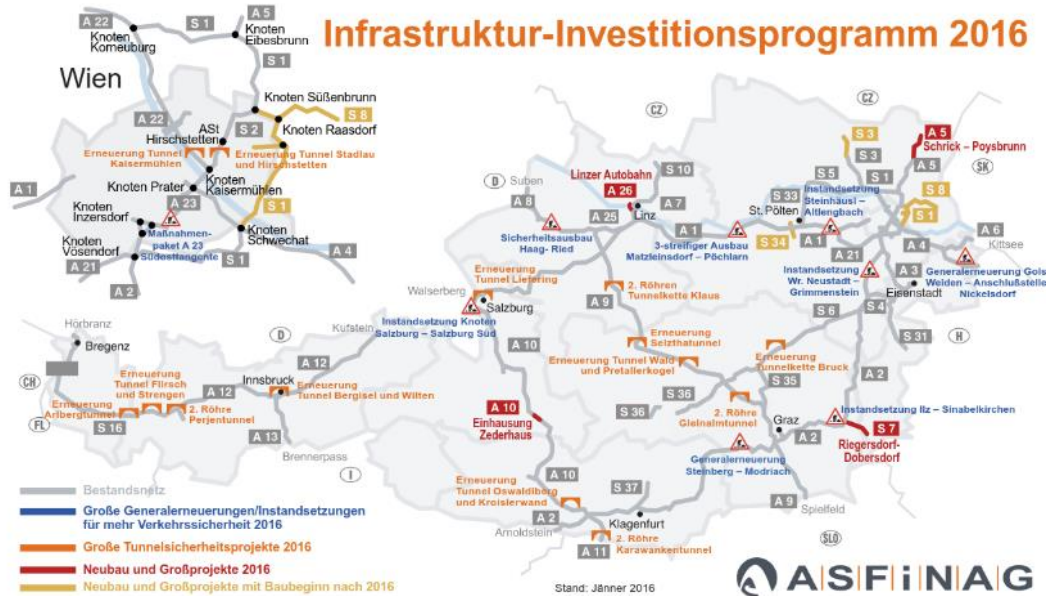 Infrastruktur-Investitionsprogramm 2016
Wien
A 22
Knoten
Korneuburg
S 1
A 5
Knoten
Eibesbrunn
S 1
Knoten Süßenbrunn
S 8
Knoten Raasdorf
A 22
ASt
Hirschstetten
S 2
Erneuerung Tunnel
Kaisermühlen
Erneuerung Tunnel Stadlau
und Hirschstetten
Knoten Prater
Knoten
Kaisermühlen
A 1
A 23
Knoten
Inzersdorf
S 1
Maßnahmen-
paket A 23
Südosttangente
Knoten
Schwechat
Knoten
Vösendorf
S 1
A 4
A 21
A 2
CZ
CZ
S 3
S 3
A 5
Schrick – Poysbrunn
A 5
SK
D
Suben
A 8
Linzer Autobahn
A 26
S 10
Linz
A 7
A 25
S 5
S 33
S 1
Instandsetzung
Steinhäusl –
Altlengbach
St. Pölten
S 8
S 1
A 6
Kittsee
Sicherheitsausbau
Haag- Ried
A 1
3-streifiger Ausbau
Matzleinsdorf – Pöchlarn
S 34
A 1
A 21
A 4
A 3
Eisenstadt
Generalerneuerung Gols
Weiden – Anschlußstelle
Nickelsdorf
Instandsetzung
Wr. Neustadt –
Grimmenstein
S 4
S 6
S 31
H
Walserberg
Erneuerung
Tunnel Liefering
Salzburg
2. Röhren
Tunnelkette Klaus
A 9
Instandsetzung Knoten
Salzburg – Salzburg Süd
A 10
Erneuerung
Selzthaltunnel
Erneuerung Tunnel Wald
und Pretallerkogel
Erneuerung
Tunnelkette Bruck
S 35
S 36
S 36
A 2
2. Röhre
Gleinalmtunnel
Hörbranz
Bregenz
D
Kufstein
A 12
CH
Innsbruck
Erneuerung
Tunnel Flirsch
und Strengen
A 12
Erneuerung
Tunnel Bergisel und Wilten
Erneuerung
Arlbergtunnel
2. Röhre
Perjentunnel
FL
S 16
A 13
Brennerpass
I
A 10
Einhausung
Zederhaus
Graz
Instandsetzung Ilz – Sinabelkirchen
A 2
S 7
Riegersdorf-
Dobersdorf
Generalerneuerung
Steinberg – Modriach
A 10
Erneuerung
Tunnel Oswaldiberg
und Kroislerwand
S 37
A 2
Arnoldstein
Klagenfurt
A 9
Spielfeld
A 11
2. Röhre
Karawankentunnel
SLO
Bestandsnetz
Große Generalerneuerungen/Instandsetzungen
für mehr Verkehrssicherheit 2016
Große Tunnelsicherheitsprojekte 2016
Neubau und Großprojekte 2016
Neubau und Großprojekte mit Baubeginn nach 2016
Stand: Jänner 2016
ASFiNAG